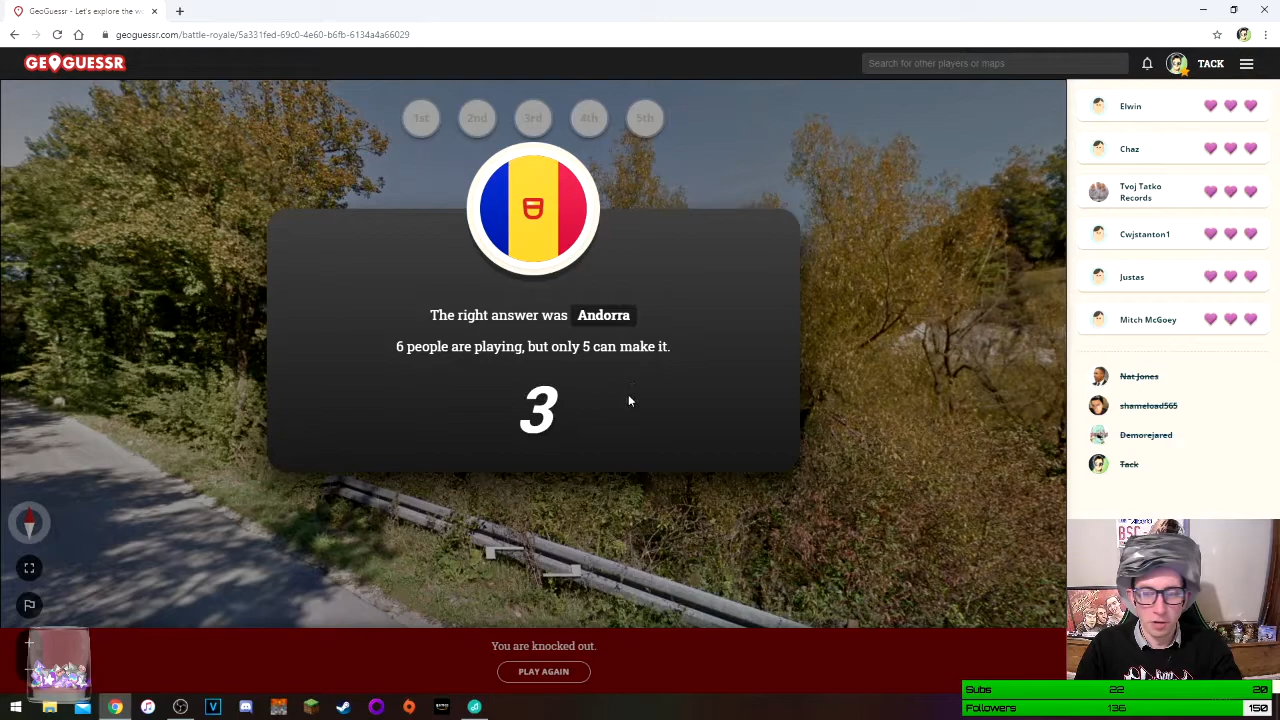 GeoGuessr - Let's explore the wo
geoguessr.com/battle-royale/5a331fed-69c0-4e60-b6fb-6134a4a66029
GEOGUESSR
Search for other players or maps
TACK
1st
2nd
3rd
4th
5th
The right answer was Andorra
6 people are playing, but only 5 can make it.
3
You are knocked out.
PLAY AGAIN
Elwin
Chaz
Tvoj Tatko
Records
Cwjstanton1
Justas
Mitch McGoey
Nat Jones
shameload565
Demorejared
Tack
BSC
Subs 22 20
Followers 136 150